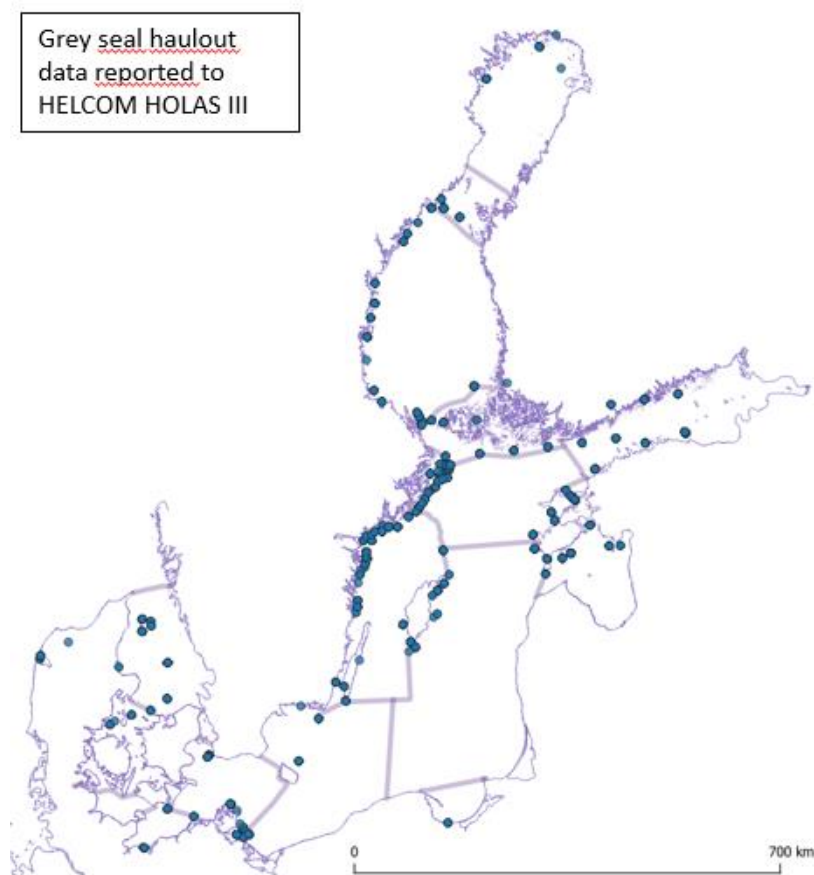 Grey seal haulout
data reported to
HELCOM HOLAS III
0
700 km